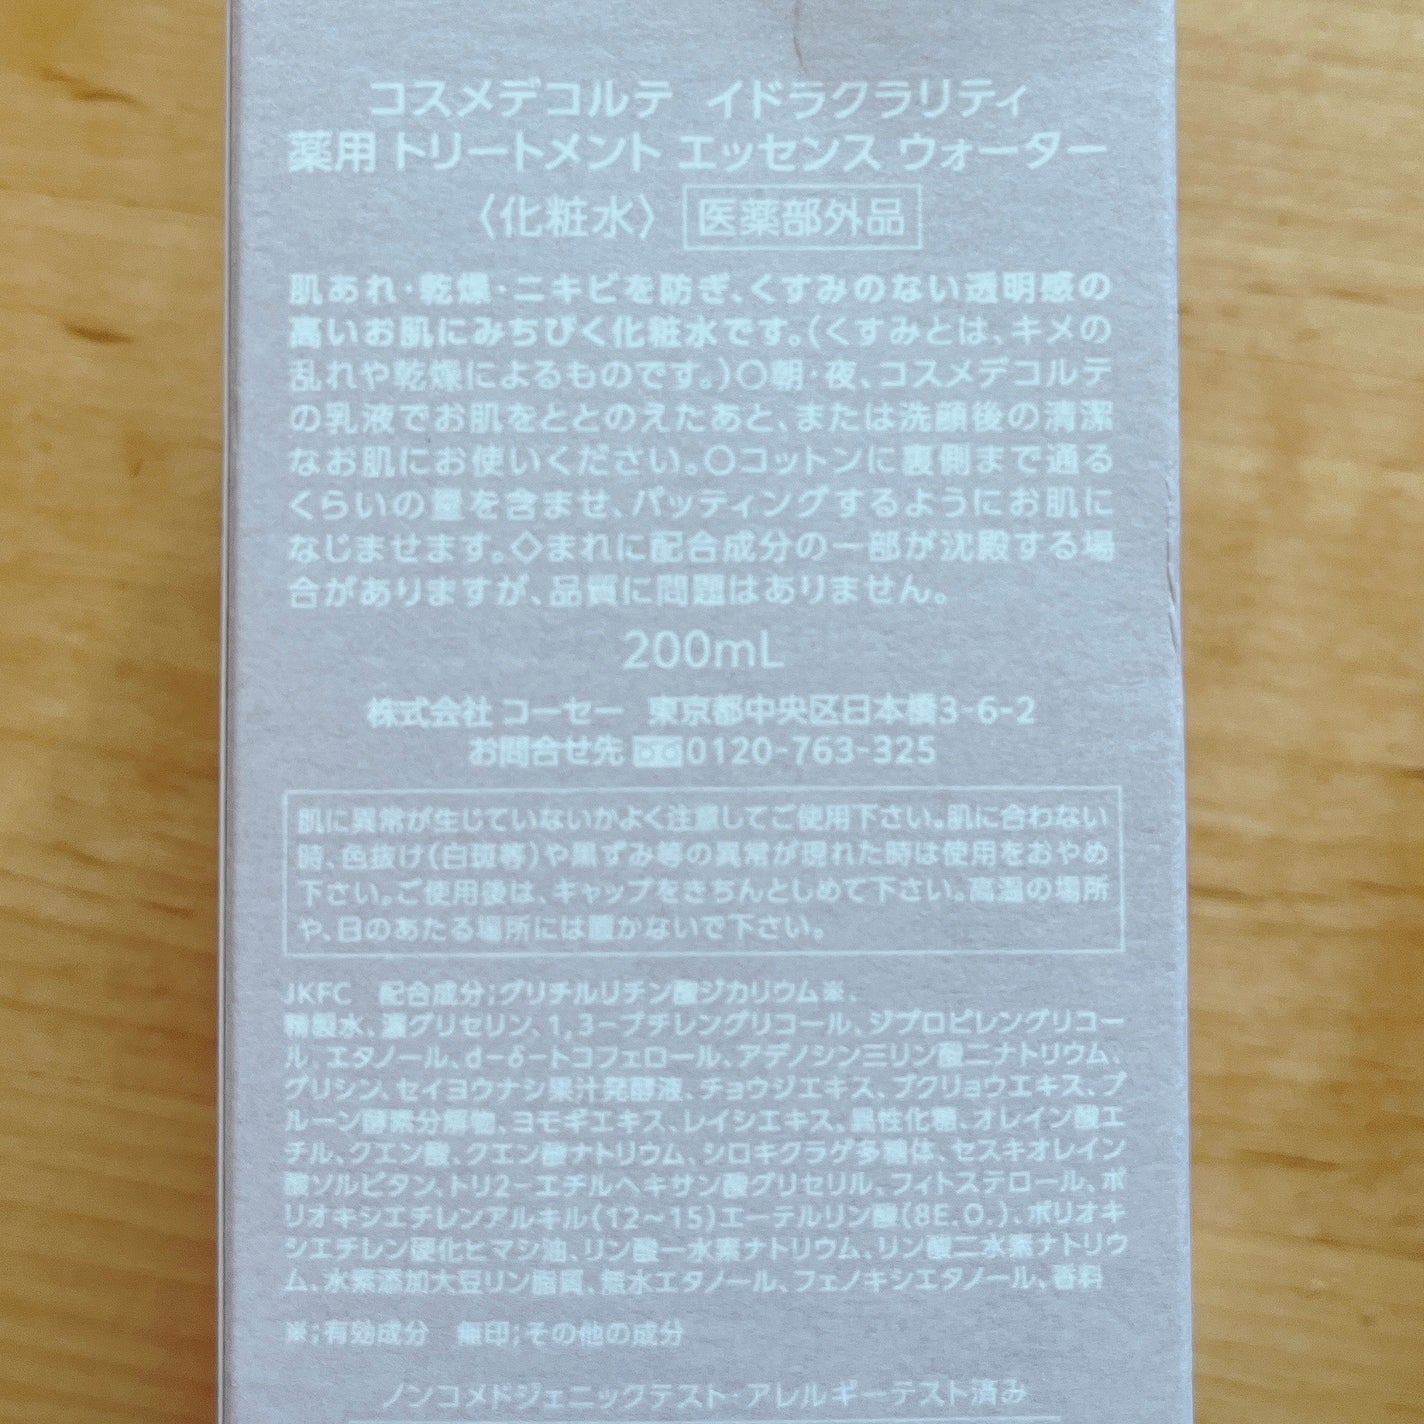 コスメデコルテ イドラクラリティ
薬用 トリートメント エッセンス ウォーター
〈化粧水〉 医薬部外品
肌あれ・乾燥・ニキビを防ぎ、くすみのない透明感の
高いお肌にみちびく化粧水です。(くすみとは、キメの
乱れや乾燥によるものです。)○朝・夜、コスメデコルテ
の乳液でお肌をととのえたあと、または洗顔後の清潔
なお肌にお使いください。○コットンに裏側まで通る
くらいの量を含ませ、パッティングするようにお肌に
なじませます。◇まれに配合成分の一部が沈殿する場
合がありますが、品質に問題はありません。
200mL
株式会社 コーセー 東京都中央区日本橋3-6-2
お問合せ先 0120-763-325
肌に異常が生じていないかよく注意してご使用下さい。肌に合わない
時、色抜け(白斑等)や黒ずみ等の異常が現れた時は使用をおやめ
下さい。ご使用後は、キャップをきちんとしめて下さい。高温の場所
や、日のあたる場所には置かないで下さい。
JKFC 配合成分;グリチルリチン酸ジカリウム※、
精製水、濃グリセリン、1,3-ブチレングリコール、ジプロピレングリコー
ル、エタノール、d-δ-トコフェロール、アデノシン三リン酸二ナトリウム、
グリシン、セイヨウナシ果汁発酵液、チョウジエキス、ブクリョウエキス、プ
ルーン酵素分解物、ヨモギエキス、レイシエキス、異性化糖、オレイン酸エ
チル、クエン酸、クエン酸ナトリウム、シロキクラゲ多糖体、セスキオレイン
酸ソルビタン、トリ2-エチルヘキサン酸グリセリル、フィトステロール、ポ
リオキシエチレンアルキル(12~15)エーテルリン酸(8E.O.)、ポリオキ
シエチレン硬化ヒマシ油、リン酸一水素ナトリウム、リン酸二水素ナトリウ
ム、水素添加大豆リン脂質、無水エタノール、フェノキシエタノール、香料
※;有効成分 無印;その他の成分
ノンコメドジェニックテスト・アレルギーテスト済み